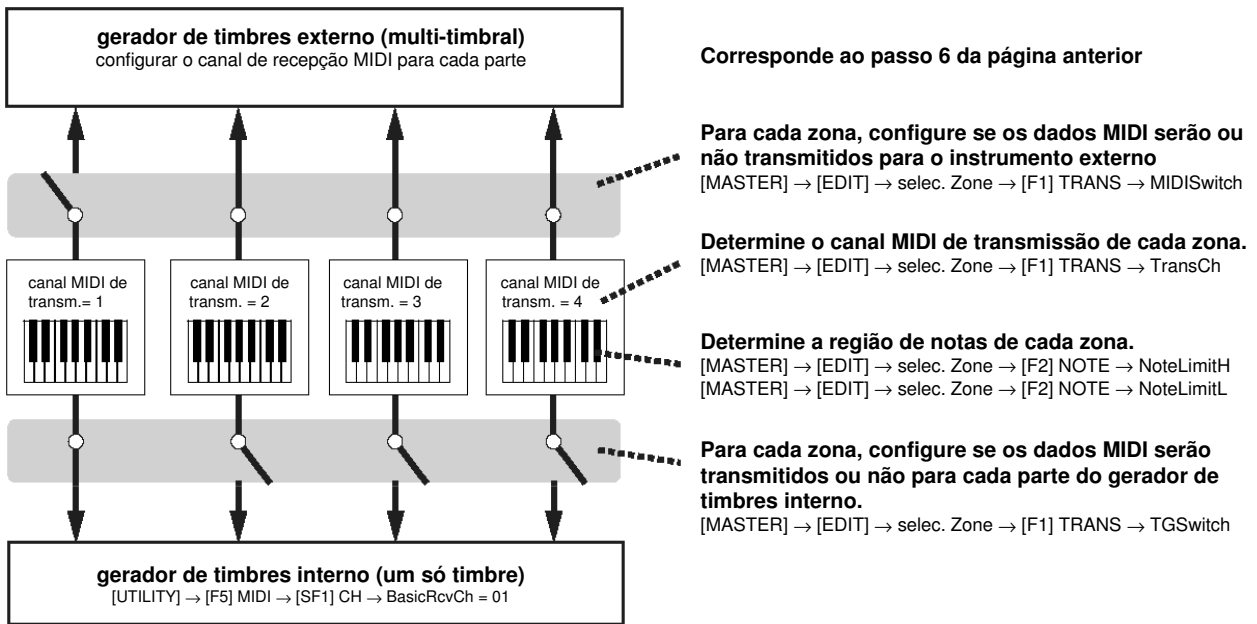 gerador de timbres externo (multi-timbral)
configurar o canal de recepção MIDI para cada parte
Corresponde ao passo 6 da página anterior
Para cada zona, configure se os dados MIDI serão ou
não transmitidos para o instrumento externo
[MASTER] → [EDIT] → selec. Zone → [F1] TRANS → MIDISwitch
canal MIDI de
transm.= 1
canal MIDI de
transm. = 2
canal MIDI de
transm. = 3
canal MIDI de
transm. = 4
Determine o canal MIDI de transmissão de cada zona.
[MASTER] → [EDIT] → selec. Zone → [F1] TRANS → TransCh
Determine a região de notas de cada zona.
[MASTER] → [EDIT] → selec. Zone → [F2] NOTE → NoteLimitH
[MASTER] → [EDIT] → selec. Zone → [F2] NOTE → NoteLimitL
Para cada zona, configure se os dados MIDI serão
transmitidos ou não para cada parte do gerador de
timbres interno.
[MASTER] → [EDIT] → selec. Zone → [F1] TRANS → TGSwitch
gerador de timbres interno (um só timbre)
[UTILITY] → [F5] MIDI → [SF1] CH → BasicRcvCh = 01